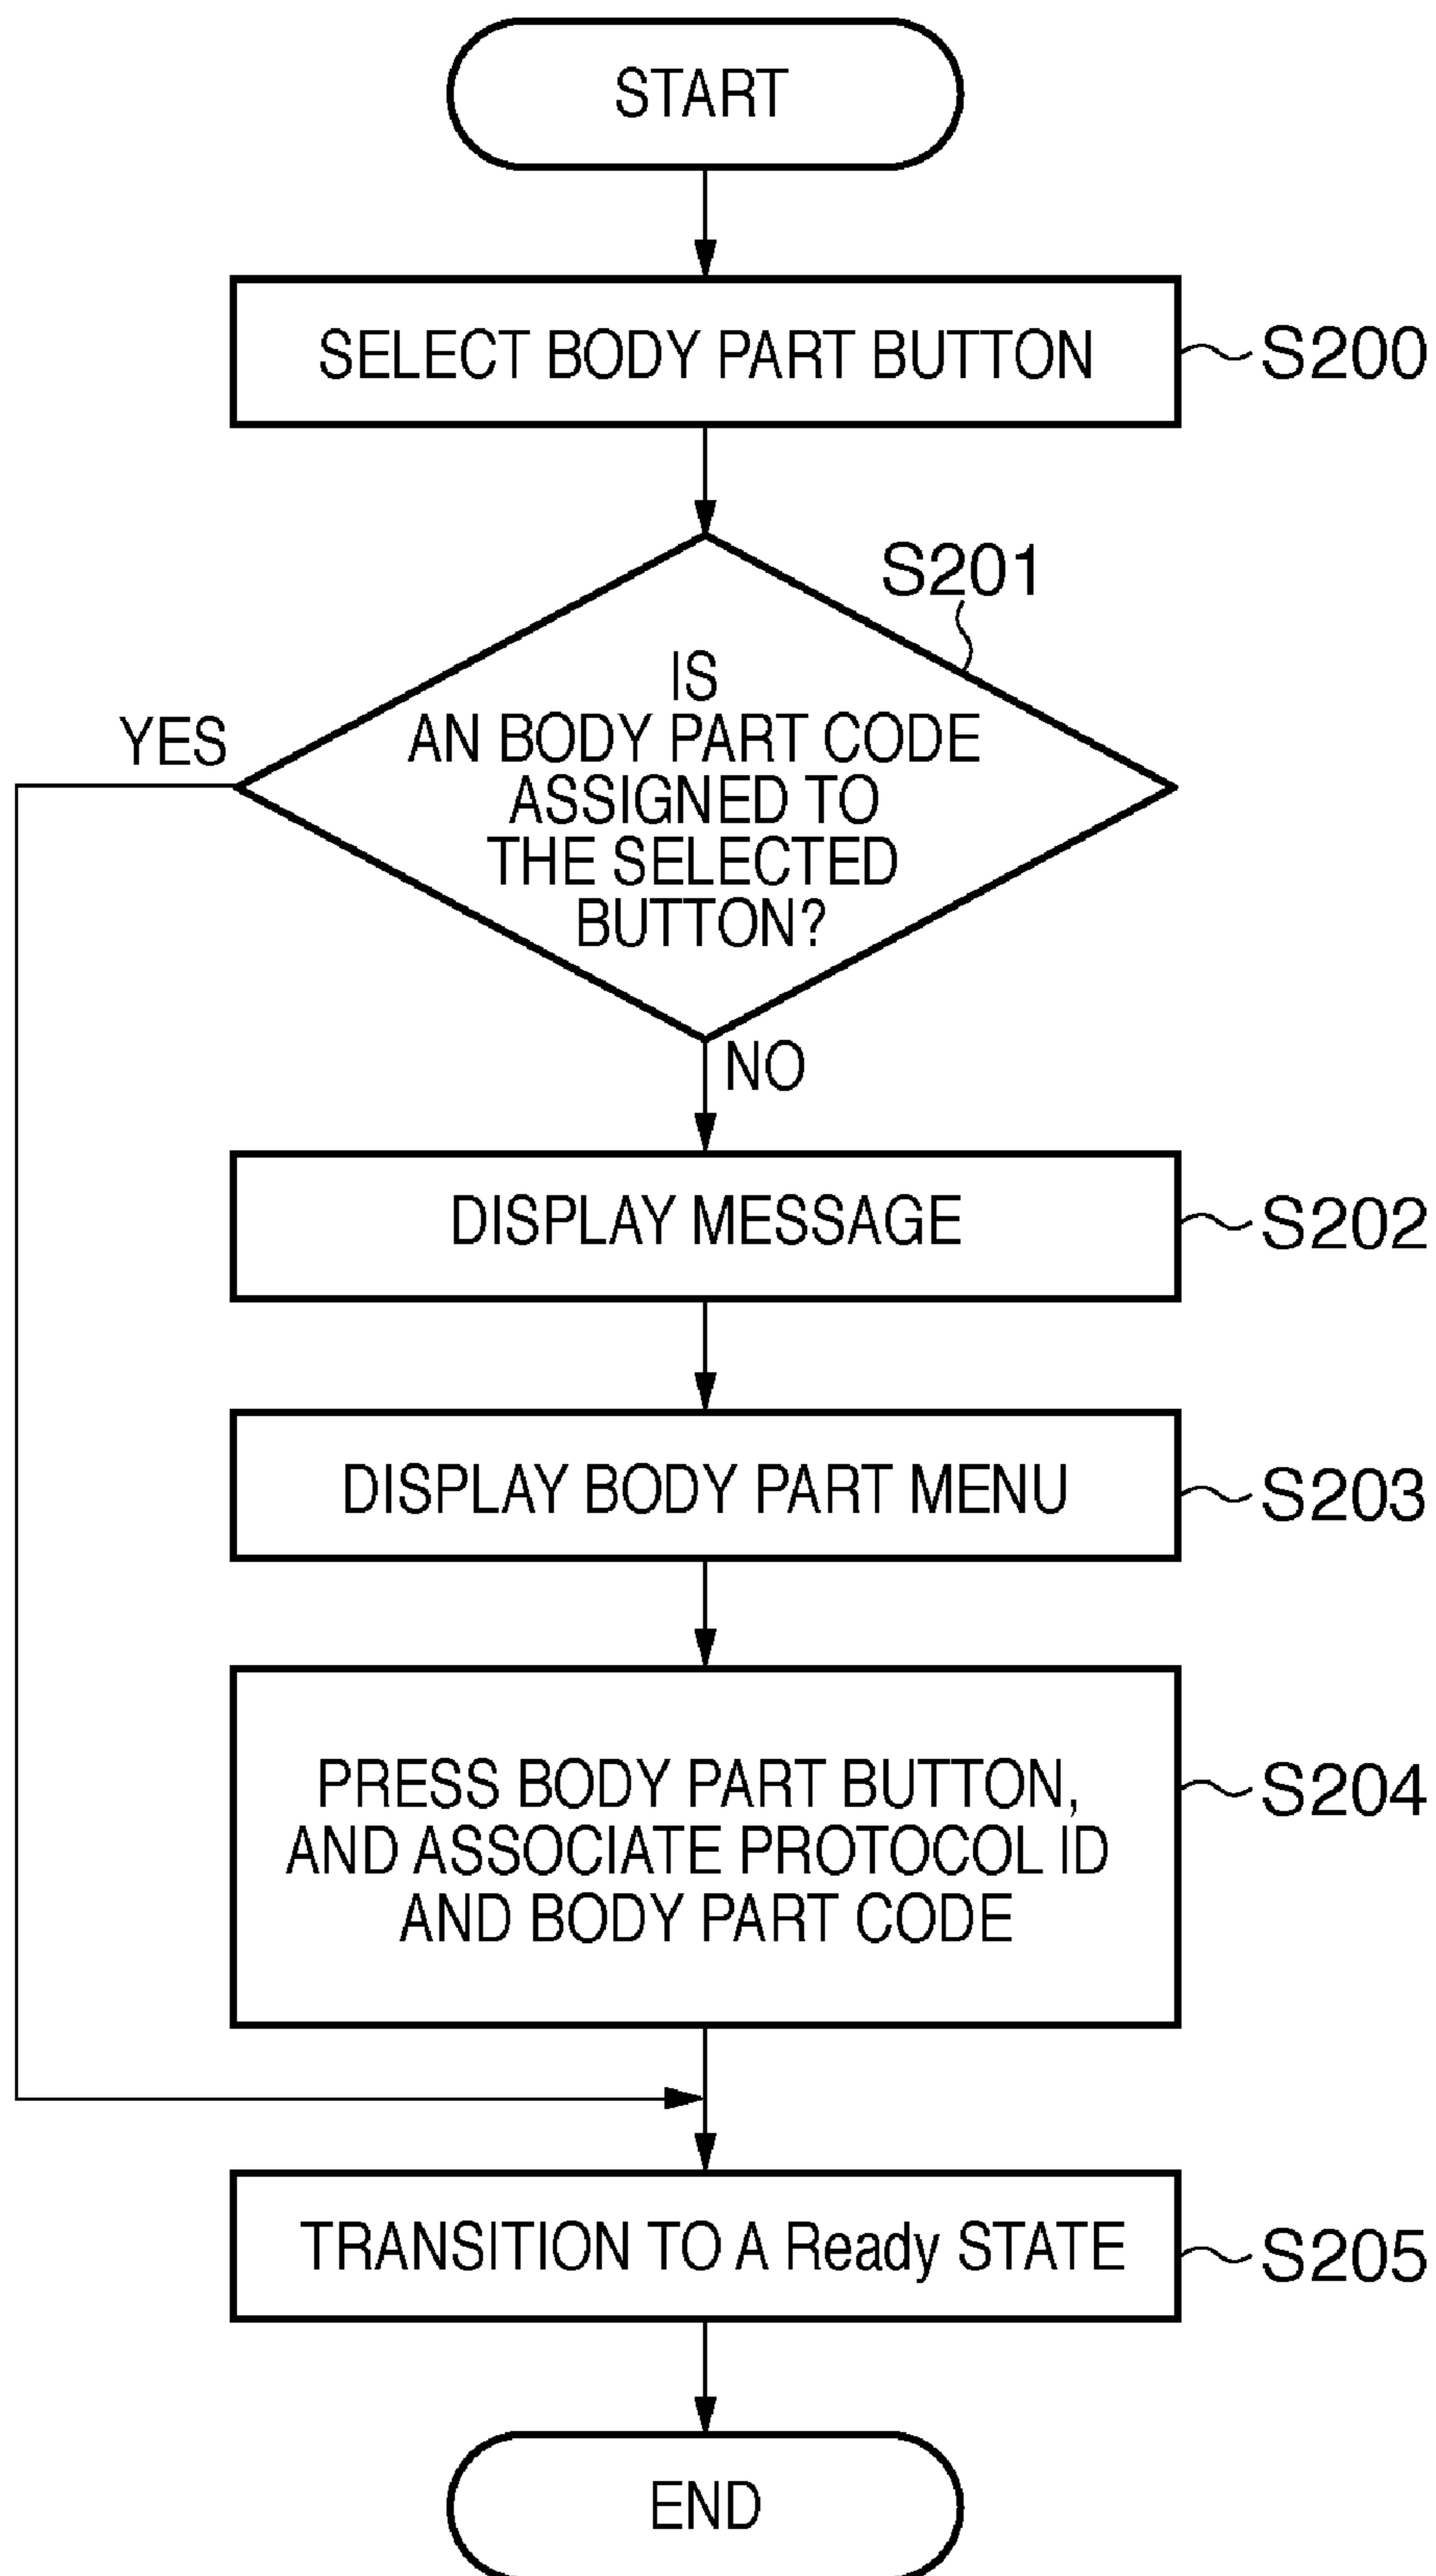 START
SELECT BODY PART BUTTON
S200
S201
IS
AN BODY PART CODE
ASSIGNED TO
THE SELECTED
BUTTON?
YES
NO
DISPLAY MESSAGE
S202
DISPLAY BODY PART MENU
S203
PRESS BODY PART BUTTON,
AND ASSOCIATE PROTOCOL ID
AND BODY PART CODE
S204
TRANSITION TO A Ready STATE
S205
END